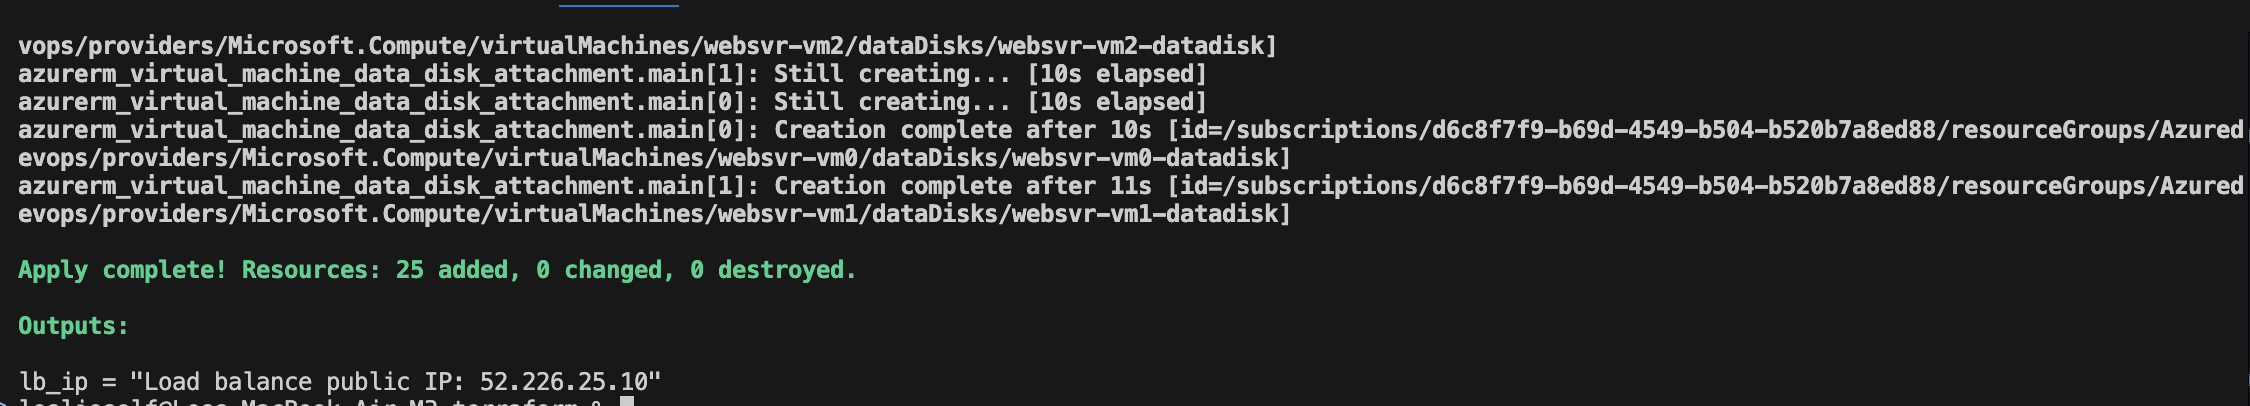 vops/providers/Microsoft.Compute/virtualMachines/websvr-vm2/dataDisks/websvr-vm2-datadisk]
azurerm_virtual_machine_data_disk_attachment.main[1]: Still creating... [10s elapsed]
azurerm_virtual_machine_data_disk_attachment.main[0]: Still creating... [10s elapsed]
azurerm_virtual_machine_data_disk_attachment.main[0]: Creation complete after 10s [id=/subscriptions/d6c8f7f9-b69d-4549-b504-b520b7a8ed88/resourceGroups/Azured
evops/providers/Microsoft.Compute/virtualMachines/websvr-vm0/dataDisks/websvr-vm0-datadisk]
azurerm_virtual_machine_data_disk_attachment.main[1]: Creation complete after 11s [id=/subscriptions/d6c8f7f9-b69d-4549-b504-b520b7a8ed88/resourceGroups/Azured
evops/providers/Microsoft.Compute/virtualMachines/websvr-vm1/dataDisks/websvr-vm1-datadisk]
Apply complete! Resources: 25 added, 0 changed, 0 destroyed.
Outputs:
lb_ip = "Load balance public IP: 52.226.25.10"